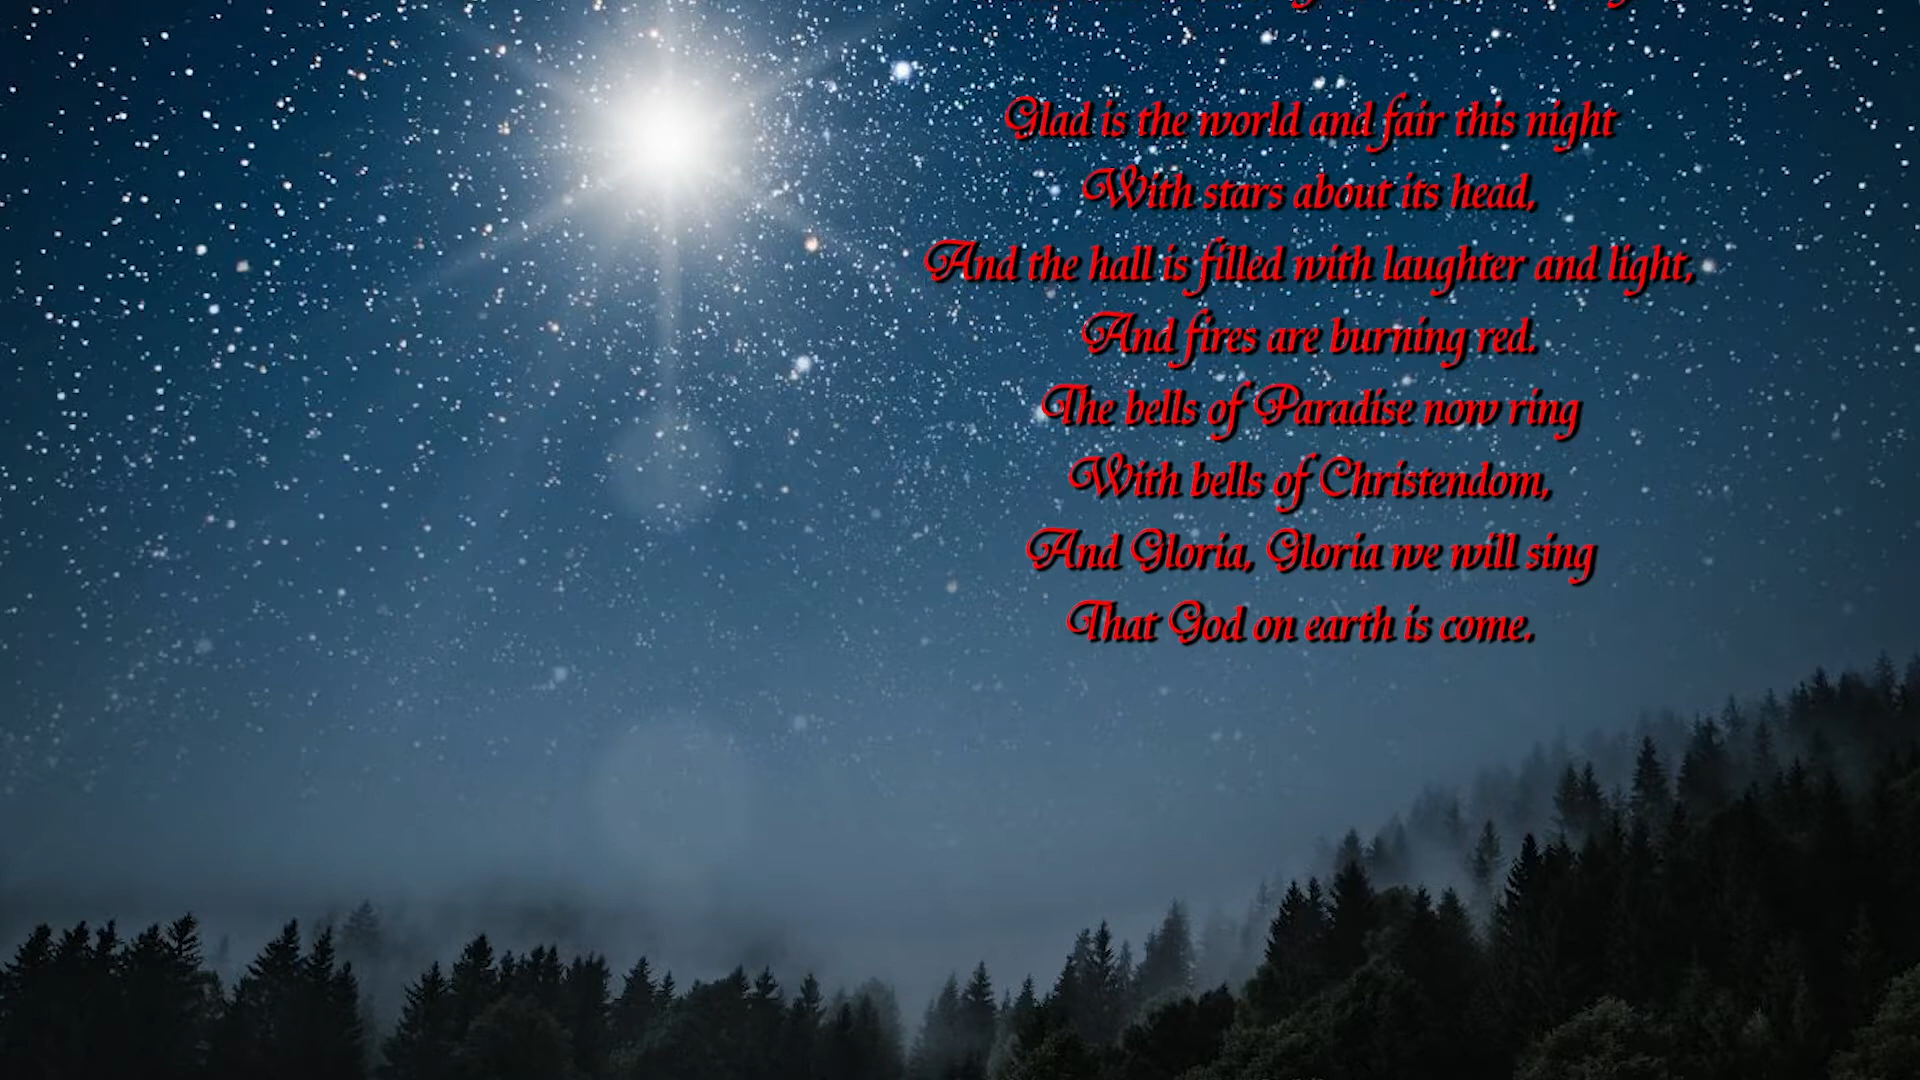 Glad is the world and fair this night
With stars about its head,
And the hall is filled with laughter and light,
And fires are burning red.
The bells of Paradise now ring
With bells of Christendom,
And Gloria, Gloria we will sing
That God on earth is come.